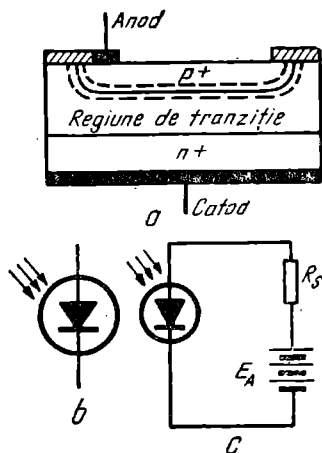 Anod
p+
Regiune de tranziție
n+
a
Catod
b
Rs
EA
c